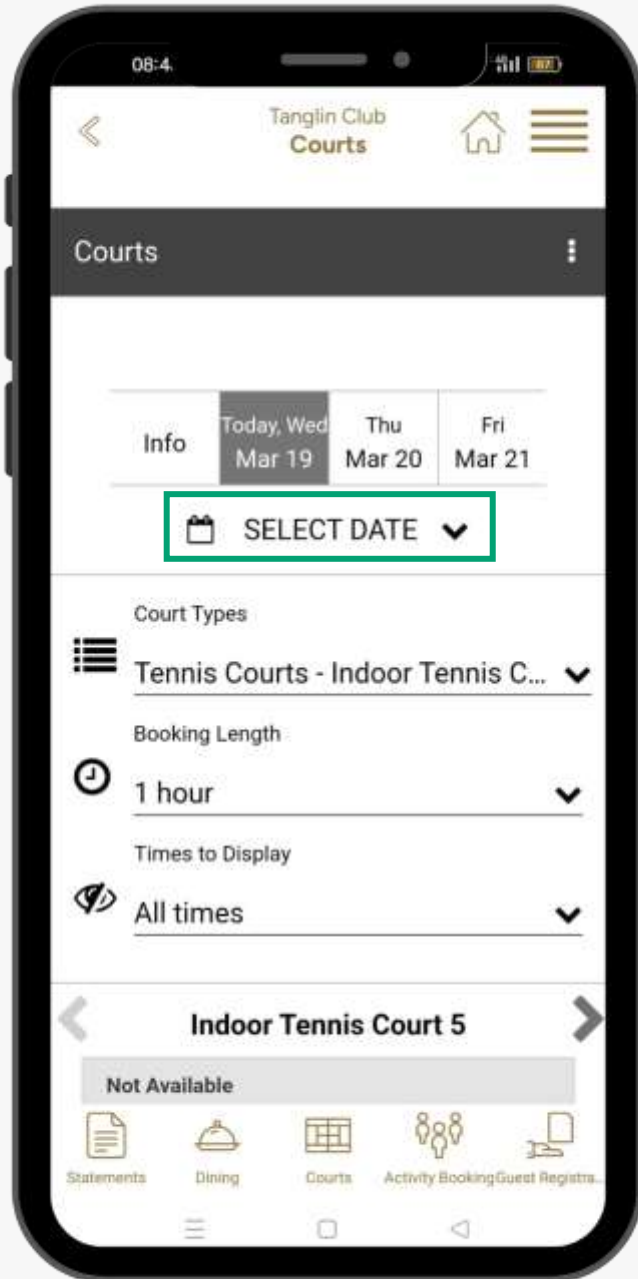 08:4.
Tanglin Club
Courts
Courts
Info
Today, Wed
Mar 19
Thu
Mar 20
Fri
Mar 21
SELECT DATE
Court Types
Tennis Courts - Indoor Tennis C...
Booking Length
1 hour
Times to Display
All times
Indoor Tennis Court 5
Not Available
Statements
Dining
Courts
Activity Booking
Guest Registra...